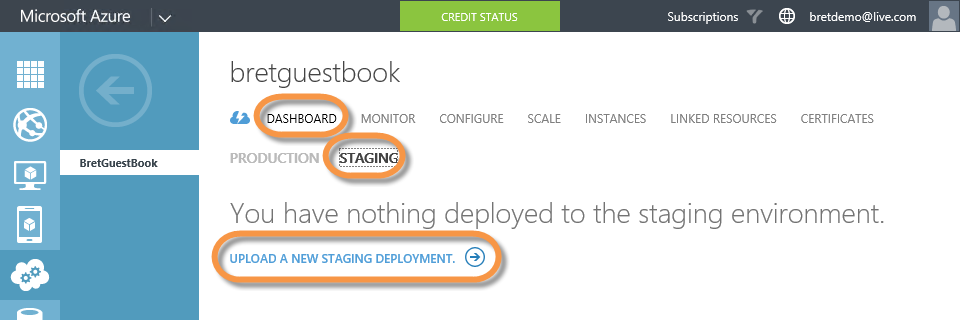 Microsoft Azure CREDIT STATUS Subscriptions bretdemo@live.com
bretguestbook
DASHBOARD MONITOR CONFIGURE SCALE INSTANCES LINKED RESOURCES CERTIFICATES
BretGuestBook
PRODUCTION STAGING
You have nothing deployed to the staging environment.
UPLOAD A NEW STAGING DEPLOYMENT.